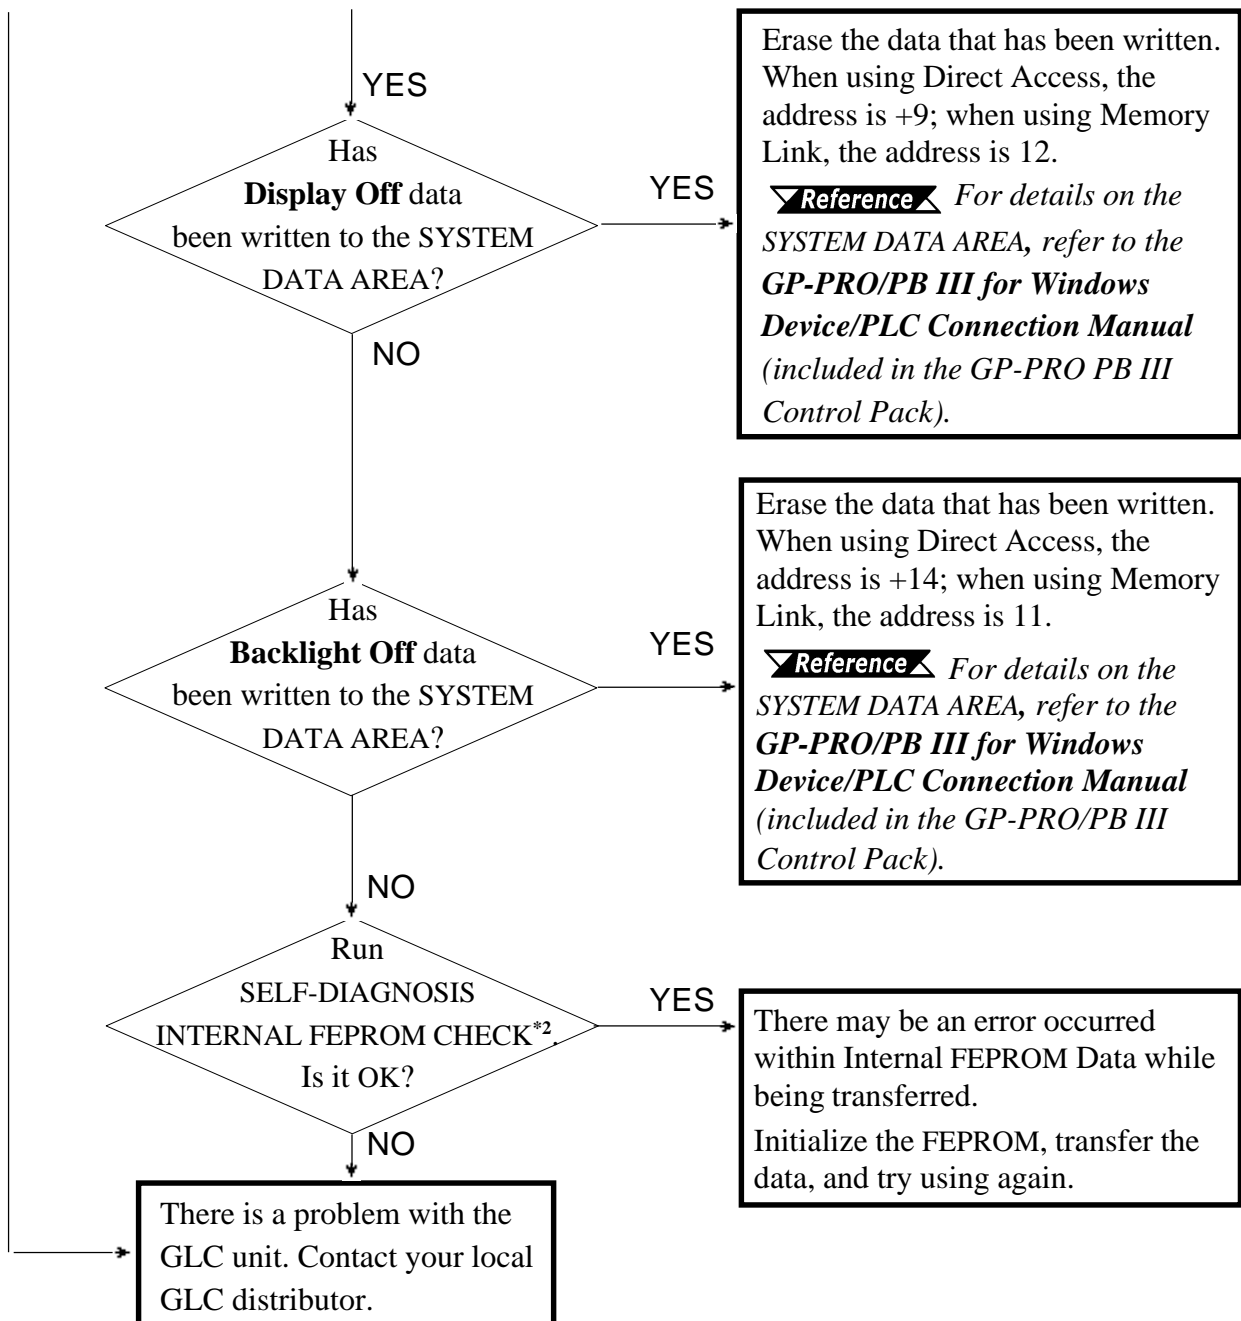 YES
Has
Display Off data
been written to the SYSTEM
DATA AREA?
YES
Erase the data that has been written.
When using Direct Access, the
address is +9; when using Memory
Link, the address is 12.
Reference For details on the
SYSTEM DATA AREA, refer to the
GP-PRO/PB III for Windows
Device/PLC Connection Manual
(included in the GP-PRO PB III
Control Pack).
NO
Has
Backlight Off data
been written to the SYSTEM
DATA AREA?
YES
Erase the data that has been written.
When using Direct Access, the
address is +14; when using Memory
Link, the address is 11.
Reference For details on the
SYSTEM DATA AREA, refer to the
GP-PRO/PB III for Windows
Device/PLC Connection Manual
(included in the GP-PRO/PB III
Control Pack).
NO
Run
SELF-DIAGNOSIS
INTERNAL FEPROM CHECK*2.
Is it OK?
YES
There may be an error occurred
within Internal FEPROM Data while
being transferred.
Initialize the FEPROM, transfer the
data, and try using again.
NO
There is a problem with the
GLC unit. Contact your local
GLC distributor.